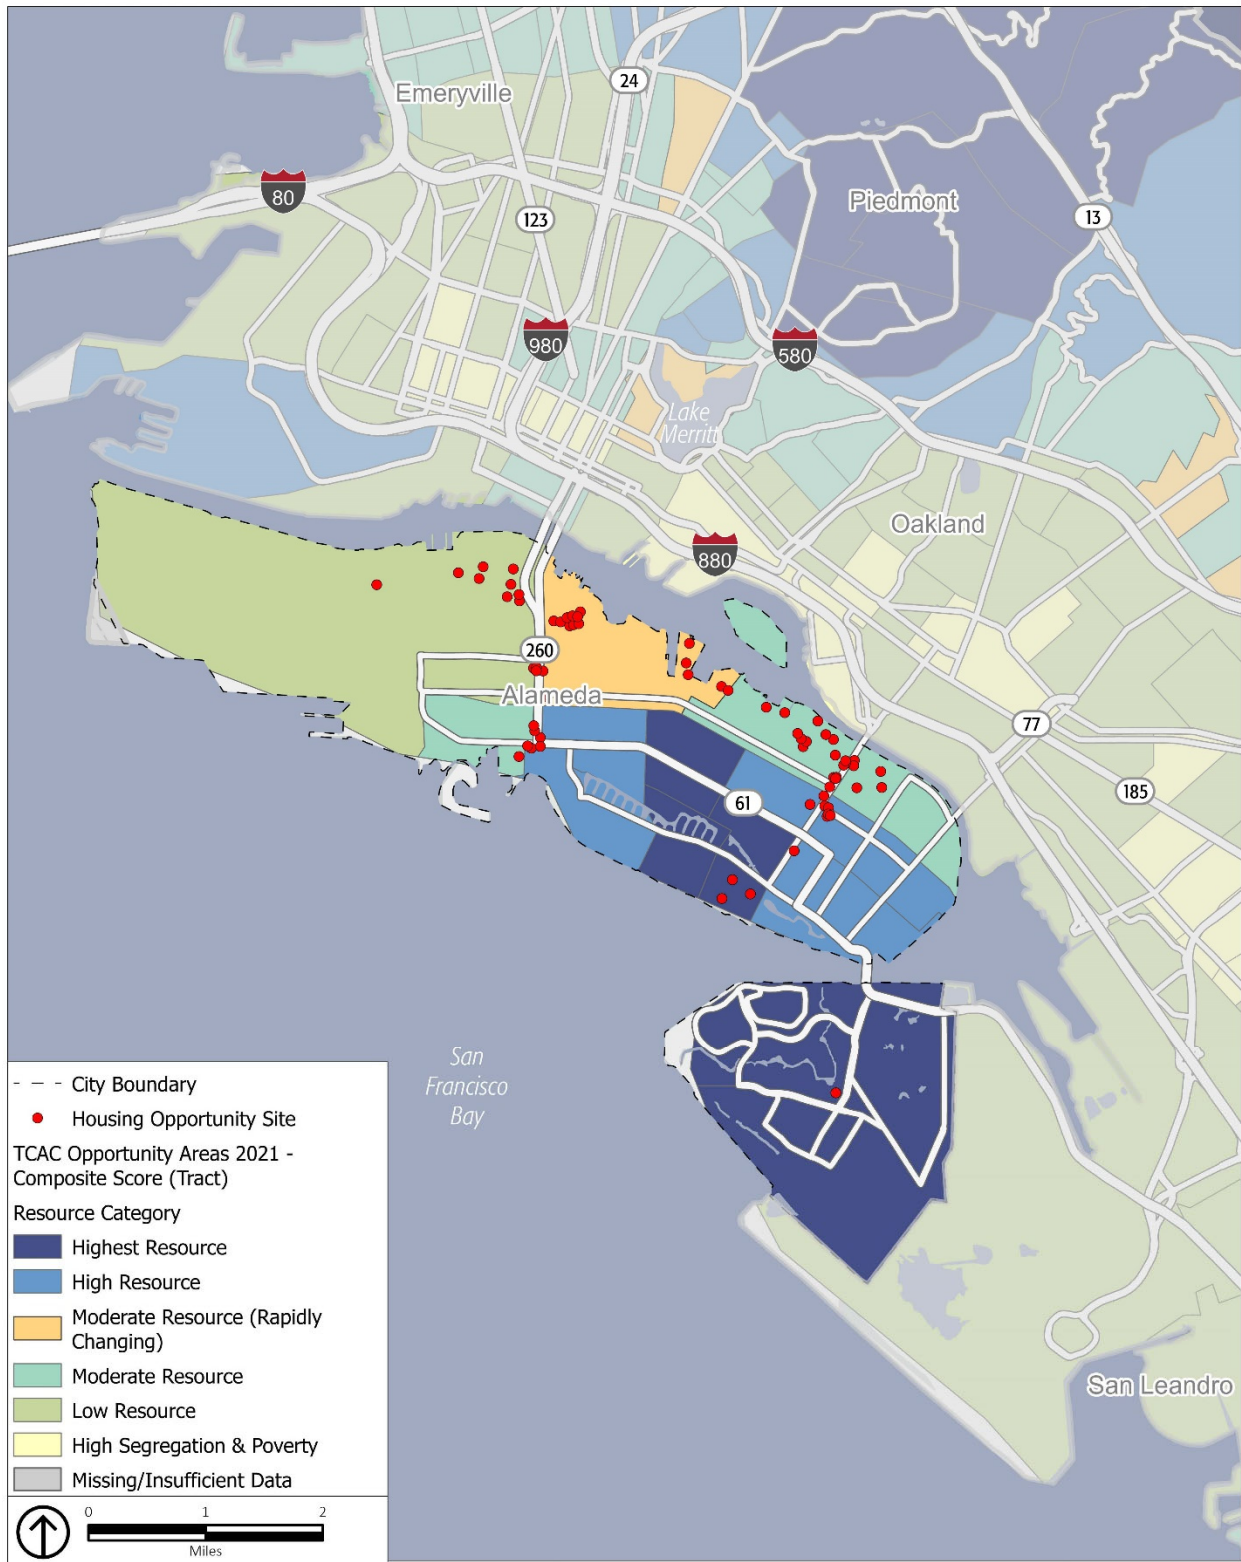 Emeryville
24
80
123
Piedmont
13
980
580
Lake
Merritt
Oakland
880
260
Alameda
77
185
61
San
Francisco
Bay
San Leandro
City Boundary
Housing Opportunity Site
TCAC Opportunity Areas 2021 -
Composite Score (Tract)
Resource Category
Highest Resource
High Resource
Moderate Resource (Rapidly
Changing)
Moderate Resource
Low Resource
High Segregation & Poverty
Missing/Insufficient Data
0 1 2
Miles